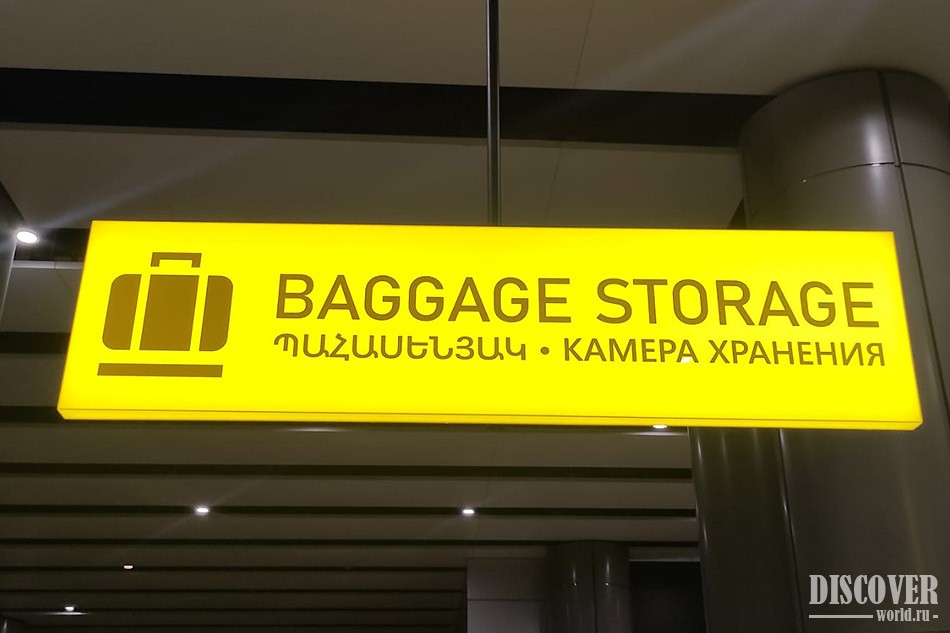 BAGGAGE STORAGE
ՊԱՀԱՍԵՆՅԱԿ • КАМЕРА ХРАНЕНИЯ
DISCOVER
world.ru